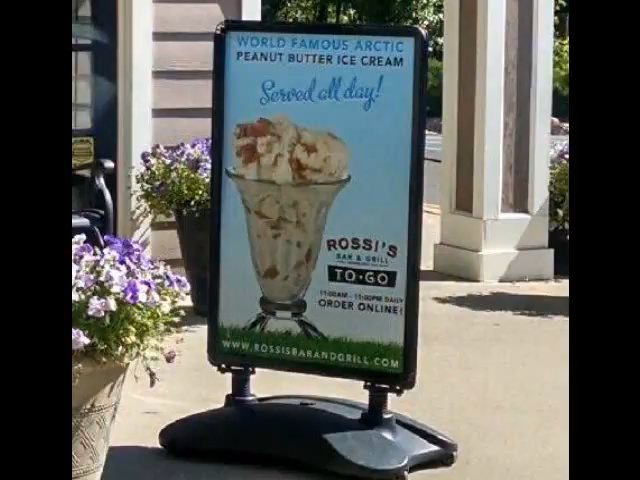 WORLD FAMOUS ARCTIC
PEANUT BUTTER ICE CREAM
Served all day!
ROSSI'S
BAR & GRILL
TO-GO
11:00AM - 11:00PM DAILY
ORDER ONLINE!
WWW.ROSSISBARANDGRILL.COM